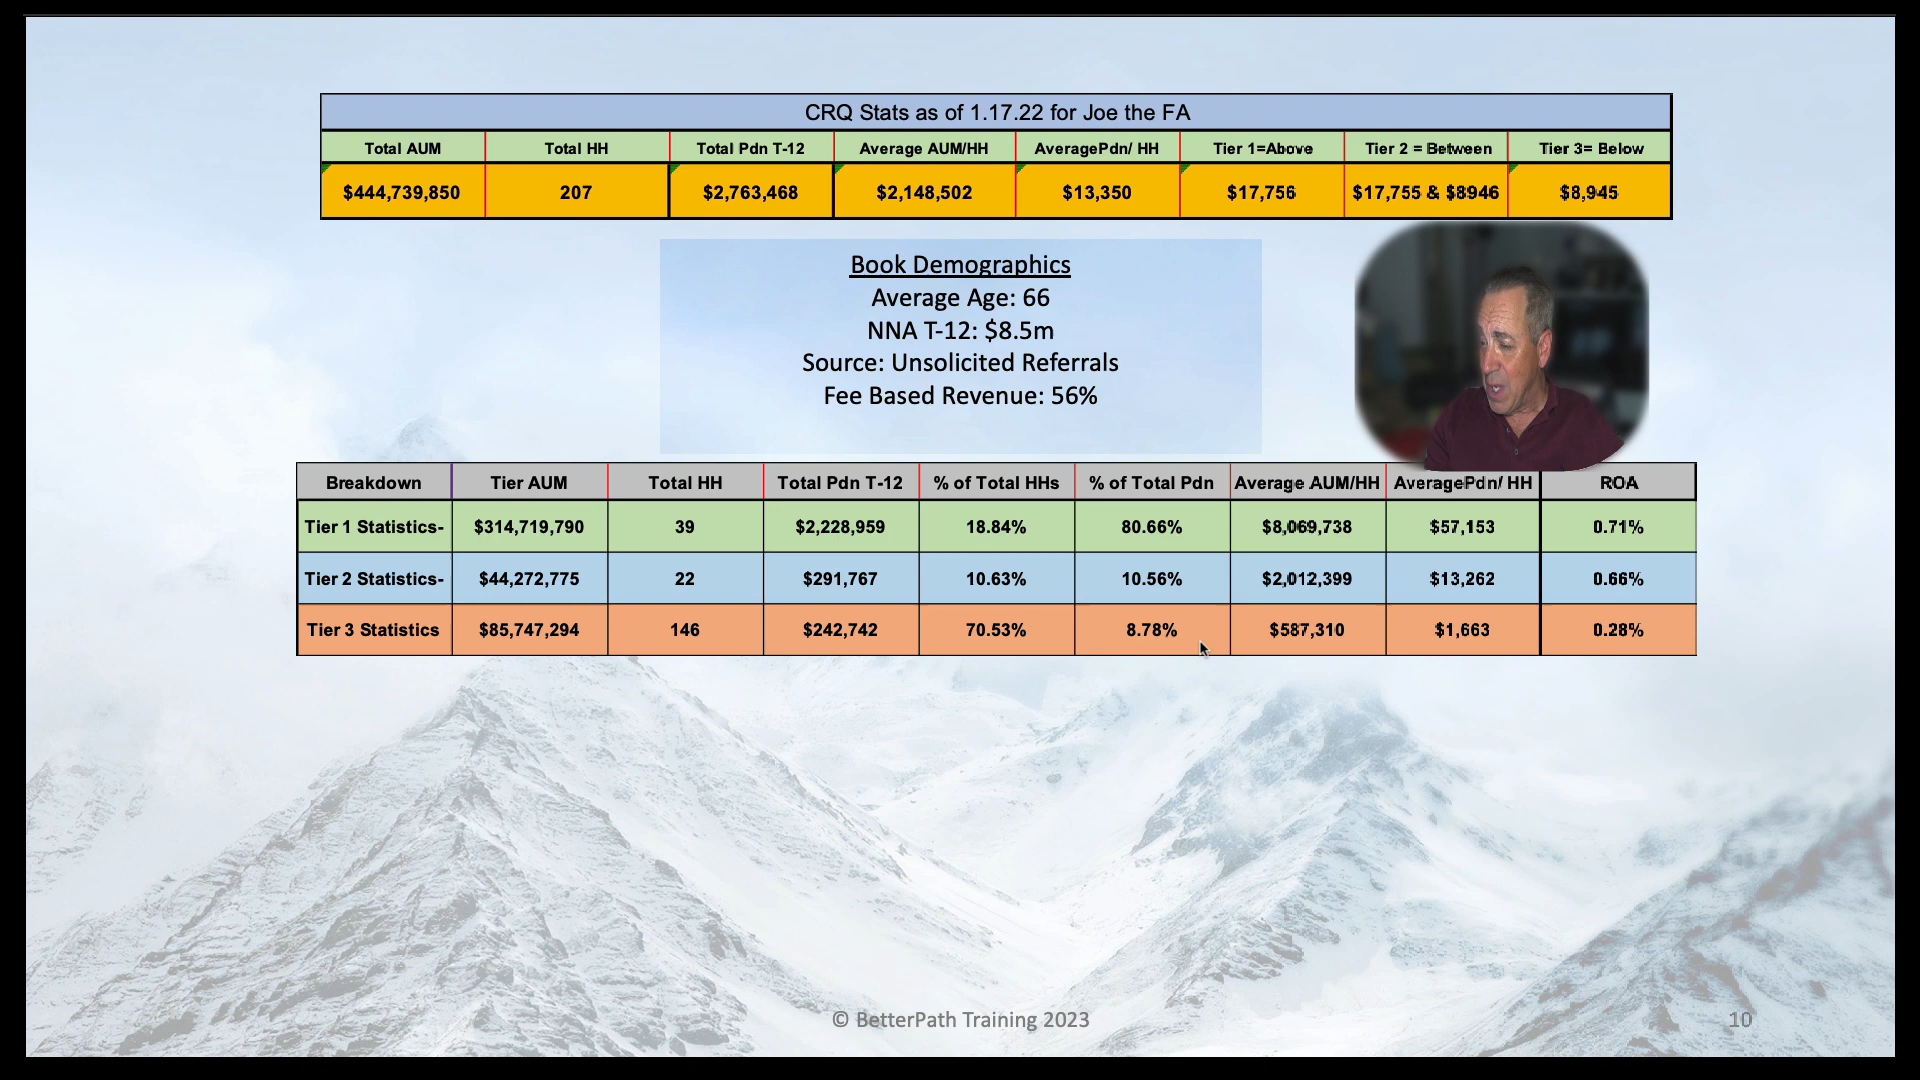 CRQ Stats as of 1.17.22 for Joe the FA
Total AUM Total HH Total Pdn T-12 Average AUM/HH AveragePdn/ HH Tier 1=Above Tier 2 = Between Tier 3= Below
$444,739,850 207 $2,763,468 $2,148,502 $13,350 $17,756 $17,755 & $8946 $8,945
Book Demographics
Average Age: 66
NNA T-12: $8.5m
Source: Unsolicited Referrals
Fee Based Revenue: 56%
Breakdown Tier AUM Total HH Total Pdn T-12 % of Total HHs % of Total Pdn Average AUM/HH AveragePdn/ HH ROA
Tier 1 Statistics- $314,719,790 39 $2,228,959 18.84% 80.66% $8,069,738 $57,153 0.71%
Tier 2 Statistics- $44,272,775 22 $291,767 10.63% 10.56% $2,012,399 $13,262 0.66%
Tier 3 Statistics $85,747,294 146 $242,742 70.53% 8.78% $587,310 $1,663 0.28%
© BetterPath Training 2023
10